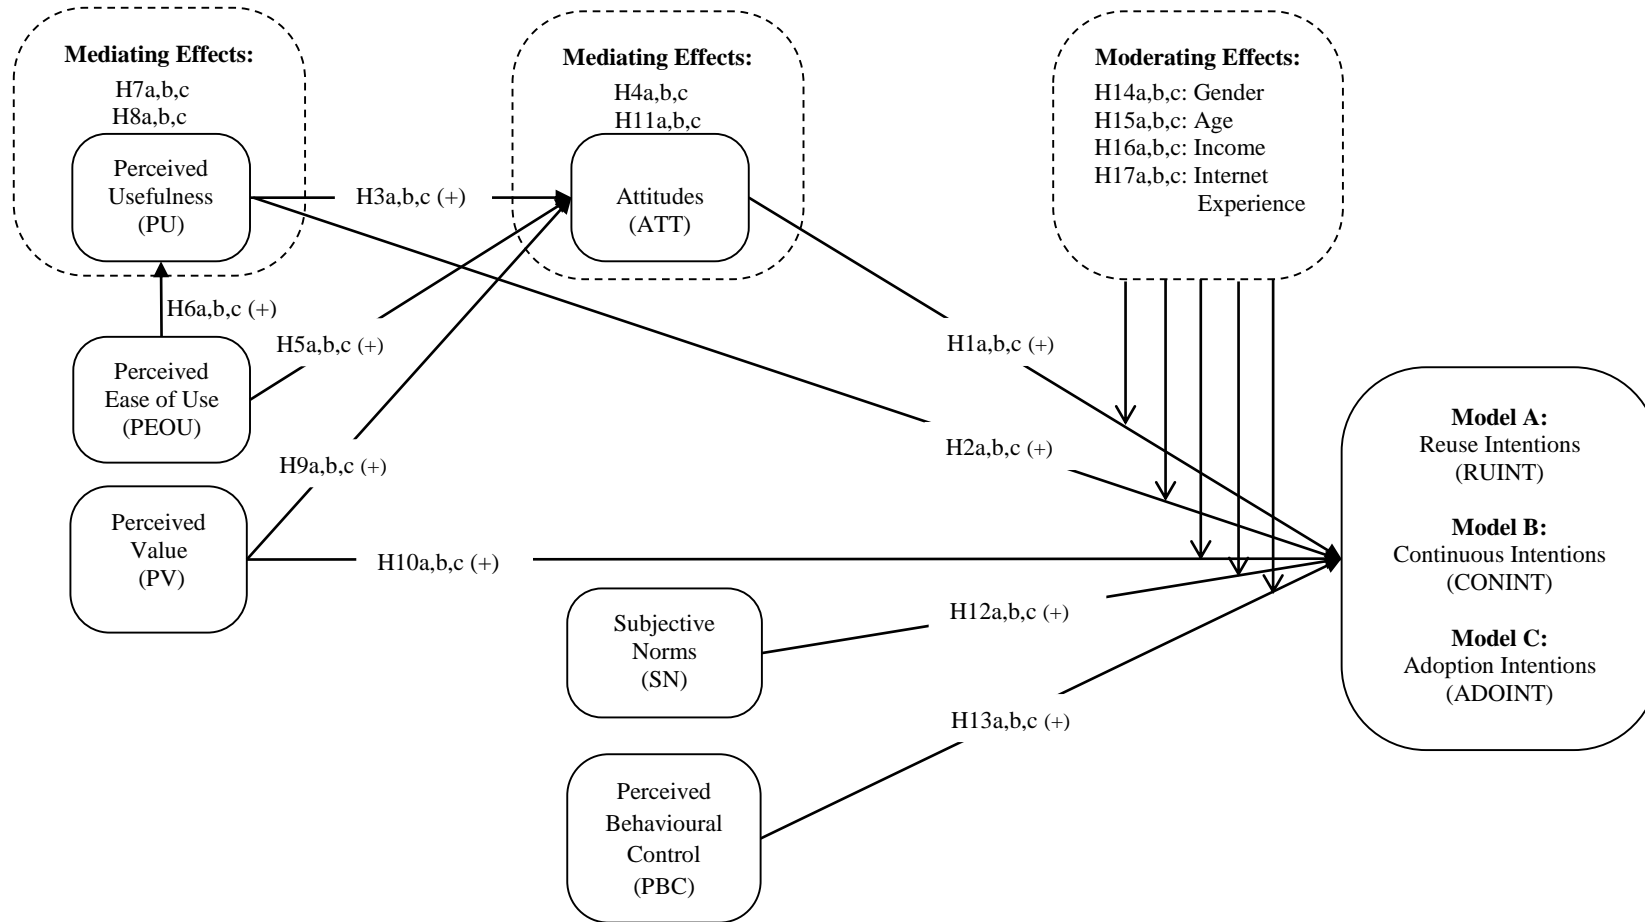 Mediating Effects:
H7a,b,c
H8a,b,c
Perceived
Usefulness
(PU)
H3a,b,c (+)
Mediating Effects:
H4a,b,c
H11a,b,c
Attitudes
(ATT)
Moderating Effects:
H14a,b,c: Gender
H15a,b,c: Age
H16a,b,c: Income
H17a,b,c: Internet
Experience
H6a,b,c (+)
Perceived
Ease of Use
(PEOU)
H5a,b,c (+)
H1a,b,c (+)
H9a,b,c (+)
H2a,b,c (+)
Perceived
Value
(PV)
H10a,b,c (+)
Subjective
Norms
(SN)
H12a,b,c (+)
Perceived
Behavioural
Control
(PBC)
H13a,b,c (+)
Model A:
Reuse Intentions
(RUINT)
Model B:
Continuous Intentions
(CONINT)
Model C:
Adoption Intentions
(ADOINT)